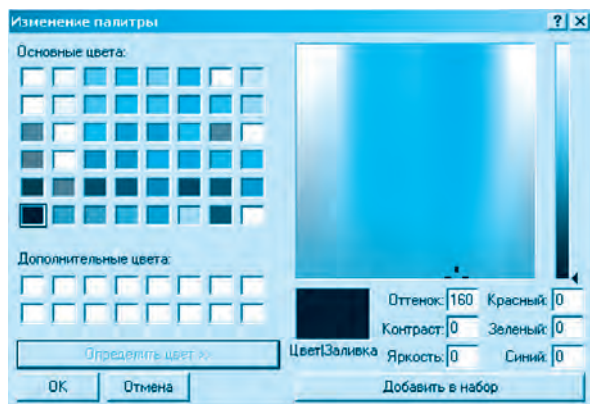 Изменение палитры
Основные цвета:
Дополнительные цвета:
Определить цвет >>
ОК Отмена
Цвет|Заливка
Оттенок: 160 Красный: 0
Контраст: 0 Зеленый: 0
Яркость: 0 Синий: 0
Добавить в набор